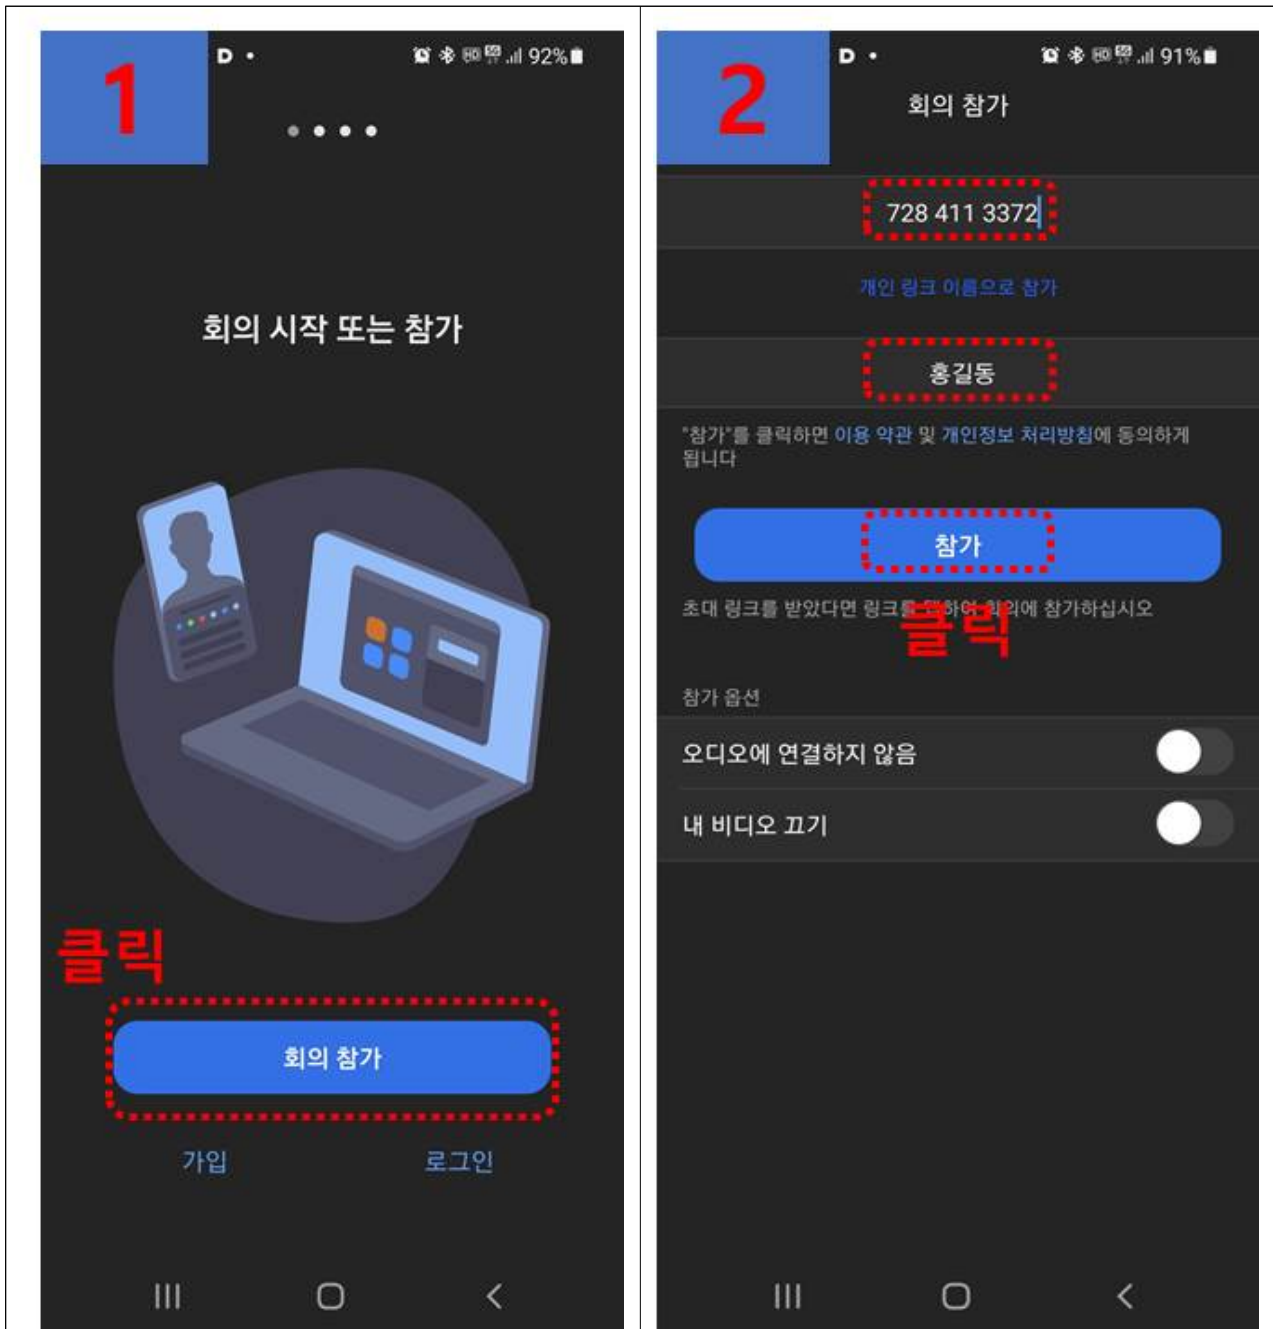 1
D
92%
회의 시작 또는 참가
클릭
회의 참가
가입 로그인
2
D
91%
회의 참가
728 411 3372
개인 링크 이름으로 참가
홍길동
"참가"를 클릭하면 이용 약관 및 개인정보 처리방침에 동의하게
됩니다
참가
초대 링크를 받았다면 링크를 탭하여 회의에 참가하십시오
클릭
참가 옵션
오디오에 연결하지 않음
내 비디오 끄기